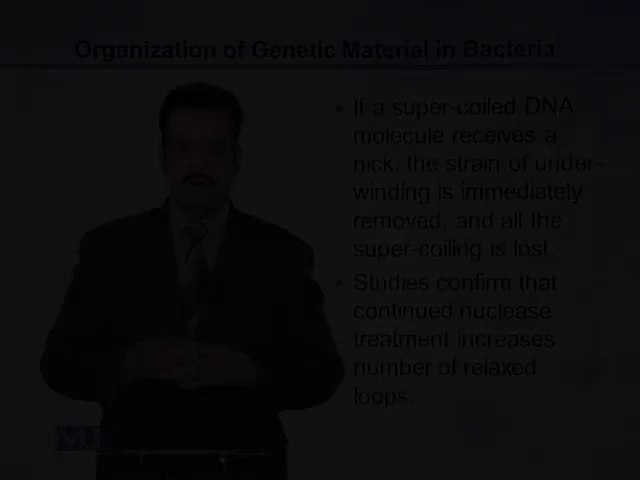 Organization of Genetic Material in Bacteria
• If a super-coiled DNA
molecule receives a
nick, the strain of under-
winding is immediately
removed, and all the
super-coiling is lost.
• Studies confirm that
continued nuclease
treatment increases
number of relaxed
loops.